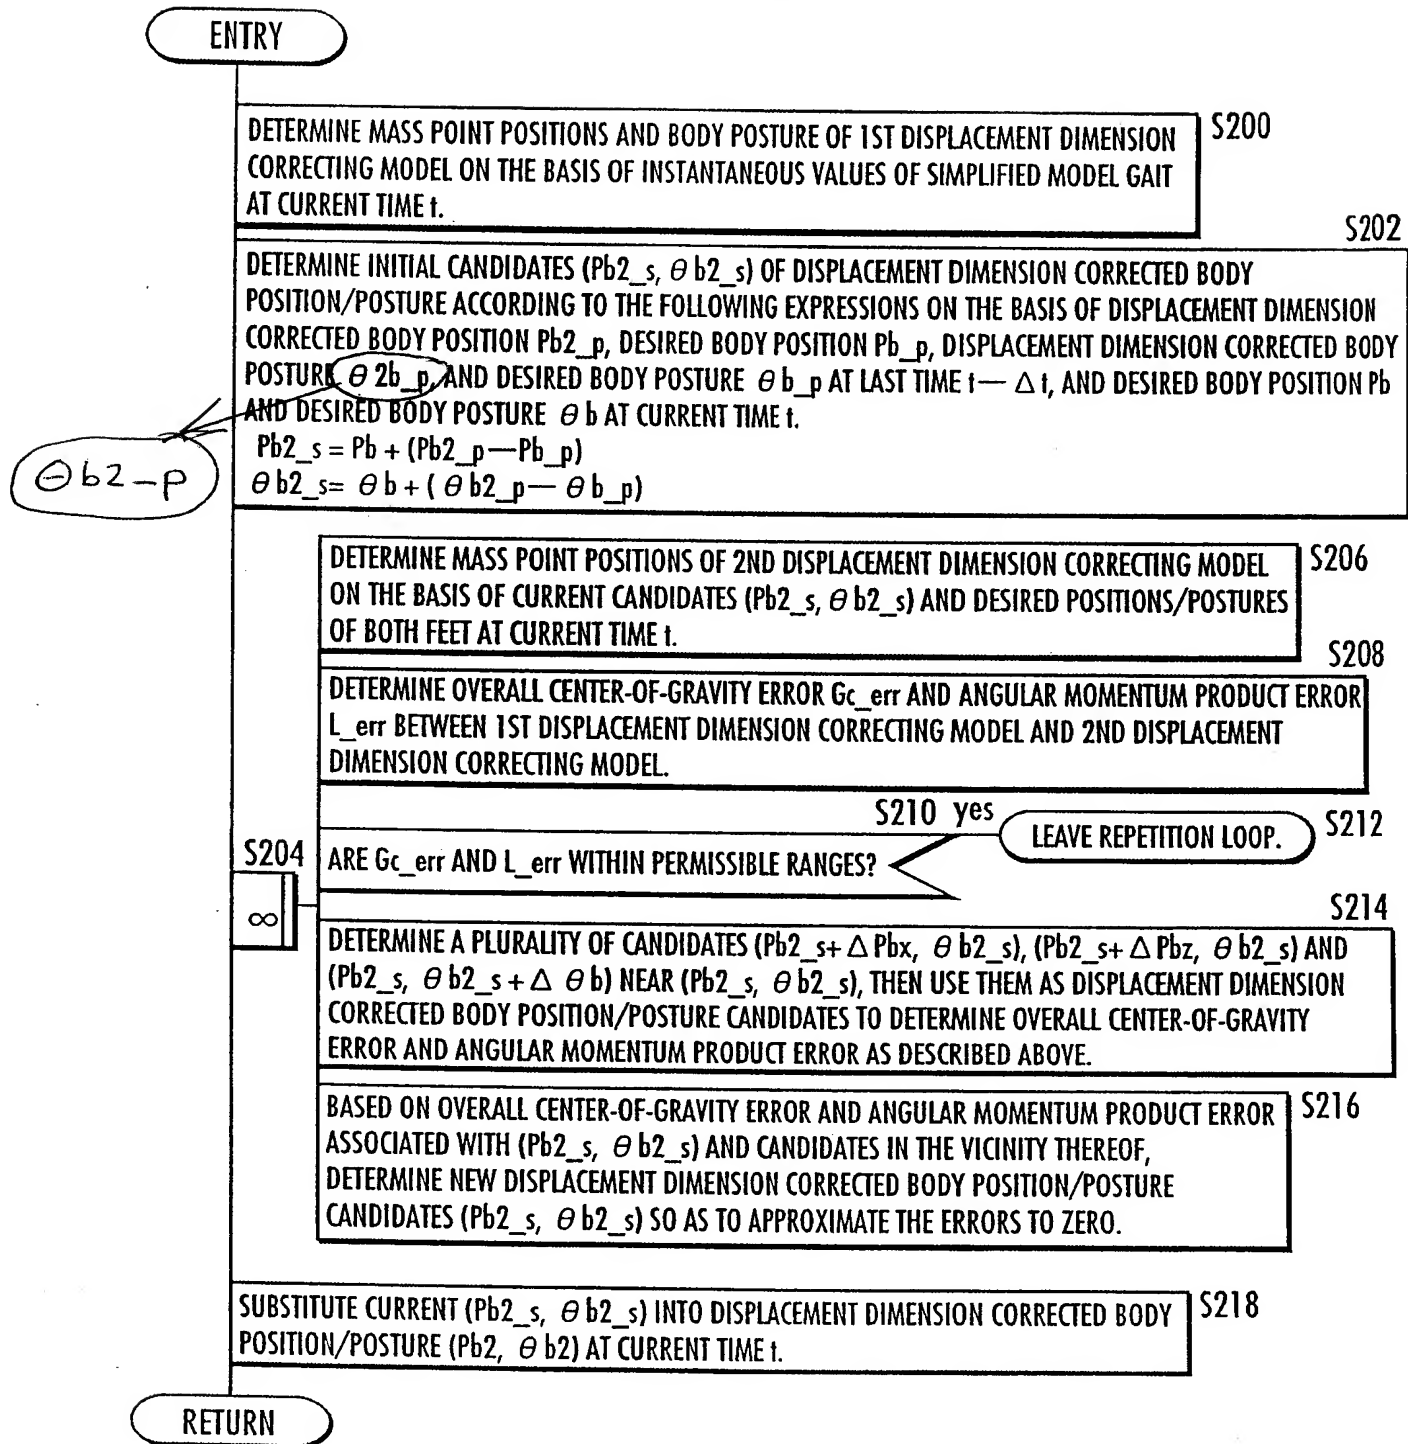 ENTRY
S200
DETERMINE MASS POINT POSITIONS AND BODY POSTURE OF 1ST DISPLACEMENT DIMENSION
CORRECTING MODEL ON THE BASIS OF INSTANTANEOUS VALUES OF SIMPLIFIED MODEL GAIT
AT CURRENT TIME t.
S202
DETERMINE INITIAL CANDIDATES (Pb2_s, θ b2_s) OF DISPLACEMENT DIMENSION CORRECTED BODY
POSITION/POSTURE ACCORDING TO THE FOLLOWING EXPRESSIONS ON THE BASIS OF DISPLACEMENT DIMENSION
CORRECTED BODY POSITION Pb2_p, DESIRED BODY POSITION Pb_p, DISPLACEMENT DIMENSION CORRECTED BODY
POSTURE θ 2b_p, AND DESIRED BODY POSTURE θ b_p AT LAST TIME t— Δ t, AND DESIRED BODY POSITION Pb
AND DESIRED BODY POSTURE θ b AT CURRENT TIME t.
Pb2_s = Pb + (Pb2_p—Pb_p)
θ b2_s= θ b + ( θ b2_p— θ b_p)
θ b2-p
S206
DETERMINE MASS POINT POSITIONS OF 2ND DISPLACEMENT DIMENSION CORRECTING MODEL
ON THE BASIS OF CURRENT CANDIDATES (Pb2_s, θ b2_s) AND DESIRED POSITIONS/POSTURES
OF BOTH FEET AT CURRENT TIME t.
S208
DETERMINE OVERALL CENTER-OF-GRAVITY ERROR Gc_err AND ANGULAR MOMENTUM PRODUCT ERROR
L_err BETWEEN 1ST DISPLACEMENT DIMENSION CORRECTING MODEL AND 2ND DISPLACEMENT
DIMENSION CORRECTING MODEL.
S210 yes
LEAVE REPETITION LOOP.
S212
S204
ARE Gc_err AND L_err WITHIN PERMISSIBLE RANGES?
∞
S214
DETERMINE A PLURALITY OF CANDIDATES (Pb2_s+ Δ Pbx, θ b2_s), (Pb2_s+ Δ Pbz, θ b2_s) AND
(Pb2_s, θ b2_s + Δ θ b) NEAR (Pb2_s, θ b2_s), THEN USE THEM AS DISPLACEMENT DIMENSION
CORRECTED BODY POSITION/POSTURE CANDIDATES TO DETERMINE OVERALL CENTER-OF-GRAVITY
ERROR AND ANGULAR MOMENTUM PRODUCT ERROR AS DESCRIBED ABOVE.
S216
BASED ON OVERALL CENTER-OF-GRAVITY ERROR AND ANGULAR MOMENTUM PRODUCT ERROR
ASSOCIATED WITH (Pb2_s, θ b2_s) AND CANDIDATES IN THE VICINITY THEREOF,
DETERMINE NEW DISPLACEMENT DIMENSION CORRECTED BODY POSITION/POSTURE
CANDIDATES (Pb2_s, θ b2_s) SO AS TO APPROXIMATE THE ERRORS TO ZERO.
S218
SUBSTITUTE CURRENT (Pb2_s, θ b2_s) INTO DISPLACEMENT DIMENSION CORRECTED BODY
POSITION/POSTURE (Pb2, θ b2) AT CURRENT TIME t.
RETURN